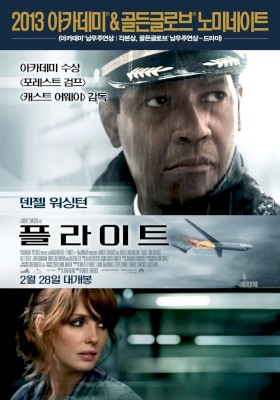 2013 아카데미® & 골든글로브® 노미네이트
(아카데미® 남우주연상 | 각본상, 골든글로브® 남우주연상 - 드라마)
아카데미 수상
<포레스트 검프>
<캐스트 어웨이> 감독
덴젤 워싱턴
플라이트
2월 28일 대개봉